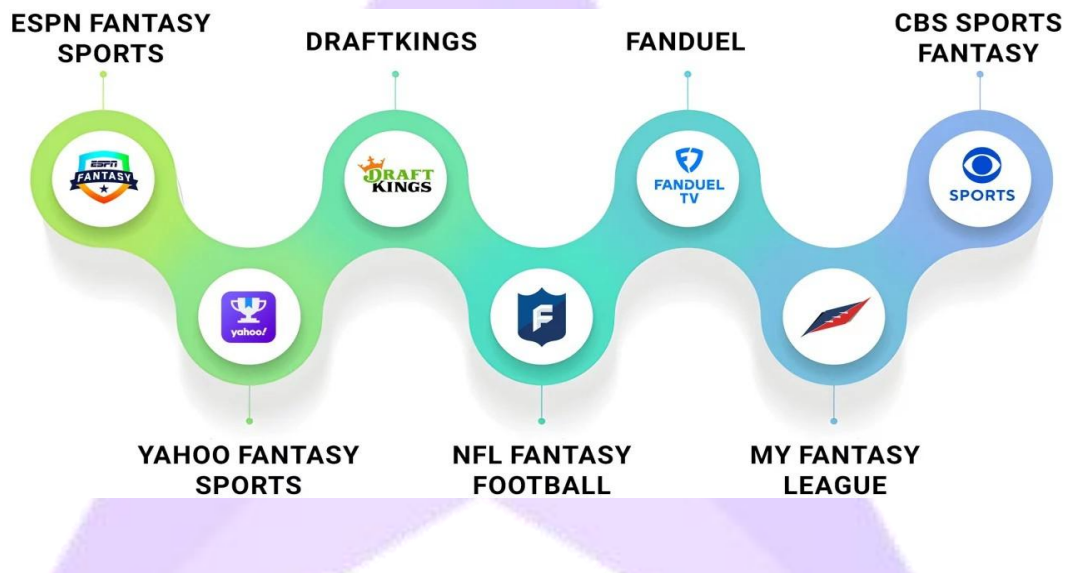 ESPN FANTASY
SPORTS
DRAFTKINGS
FANDUEL
CBS SPORTS
FANTASY
ESPN
FANTASY
DRAFT
KINGS
FANDUEL
TV
SPORTS
yahoo!
F
YAHOO FANTASY
SPORTS
NFL FANTASY
FOOTBALL
MY FANTASY
LEAGUE